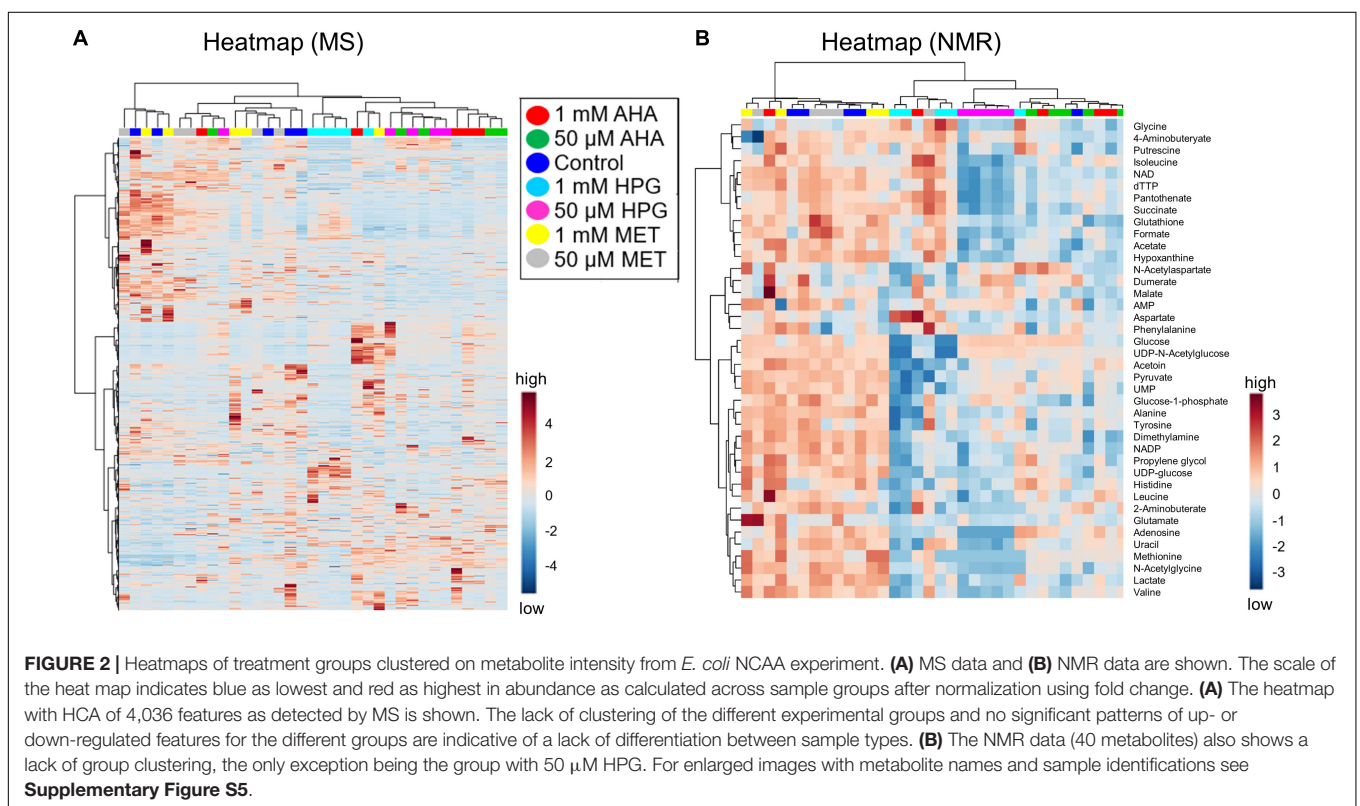 A
Heatmap (MS)
1 mM AHA
50 µM AHA
Control
1 mM HPG
50 µM HPG
1 mM MET
50 µM MET
high
4
2
0
-2
-4
low
B
Heatmap (NMR)
Glycine
4-Aminobuteryate
Putrescine
Isoleucine
NAD
dTTP
Pantothenate
Succinate
Glutathione
Formate
Acetate
Hypoxanthine
N-Acetylaspartate
Dumerate
Malate
AMP
Aspartate
Phenylalanine
Glucose
UDP-N-Acetylglucose
Acetoin
Pyruvate
UMP
Glucose-1-phosphate
Alanine
Tyrosine
Dimethylamine
NADP
Propylene glycol
UDP-glucose
Histidine
Leucine
2-Aminobuterate
Glutamate
Adenosine
Uracil
Methionine
N-Acetylglycine
Lactate
Valine
high
3
2
1
0
-1
-2
-3
low
FIGURE 2 | Heatmaps of treatment groups clustered on metabolite intensity from E. coli NCAA experiment. (A) MS data and (B) NMR data are shown. The scale of
the heat map indicates blue as lowest and red as highest in abundance as calculated across sample groups after normalization using fold change. (A) The heatmap
with HCA of 4,036 features as detected by MS is shown. The lack of clustering of the different experimental groups and no significant patterns of up- or
down-regulated features for the different groups are indicative of a lack of differentiation between sample types. (B) The NMR data (40 metabolites) also shows a
lack of group clustering, the only exception being the group with 50 µM HPG. For enlarged images with metabolite names and sample identifications see
Supplementary Figure S5.